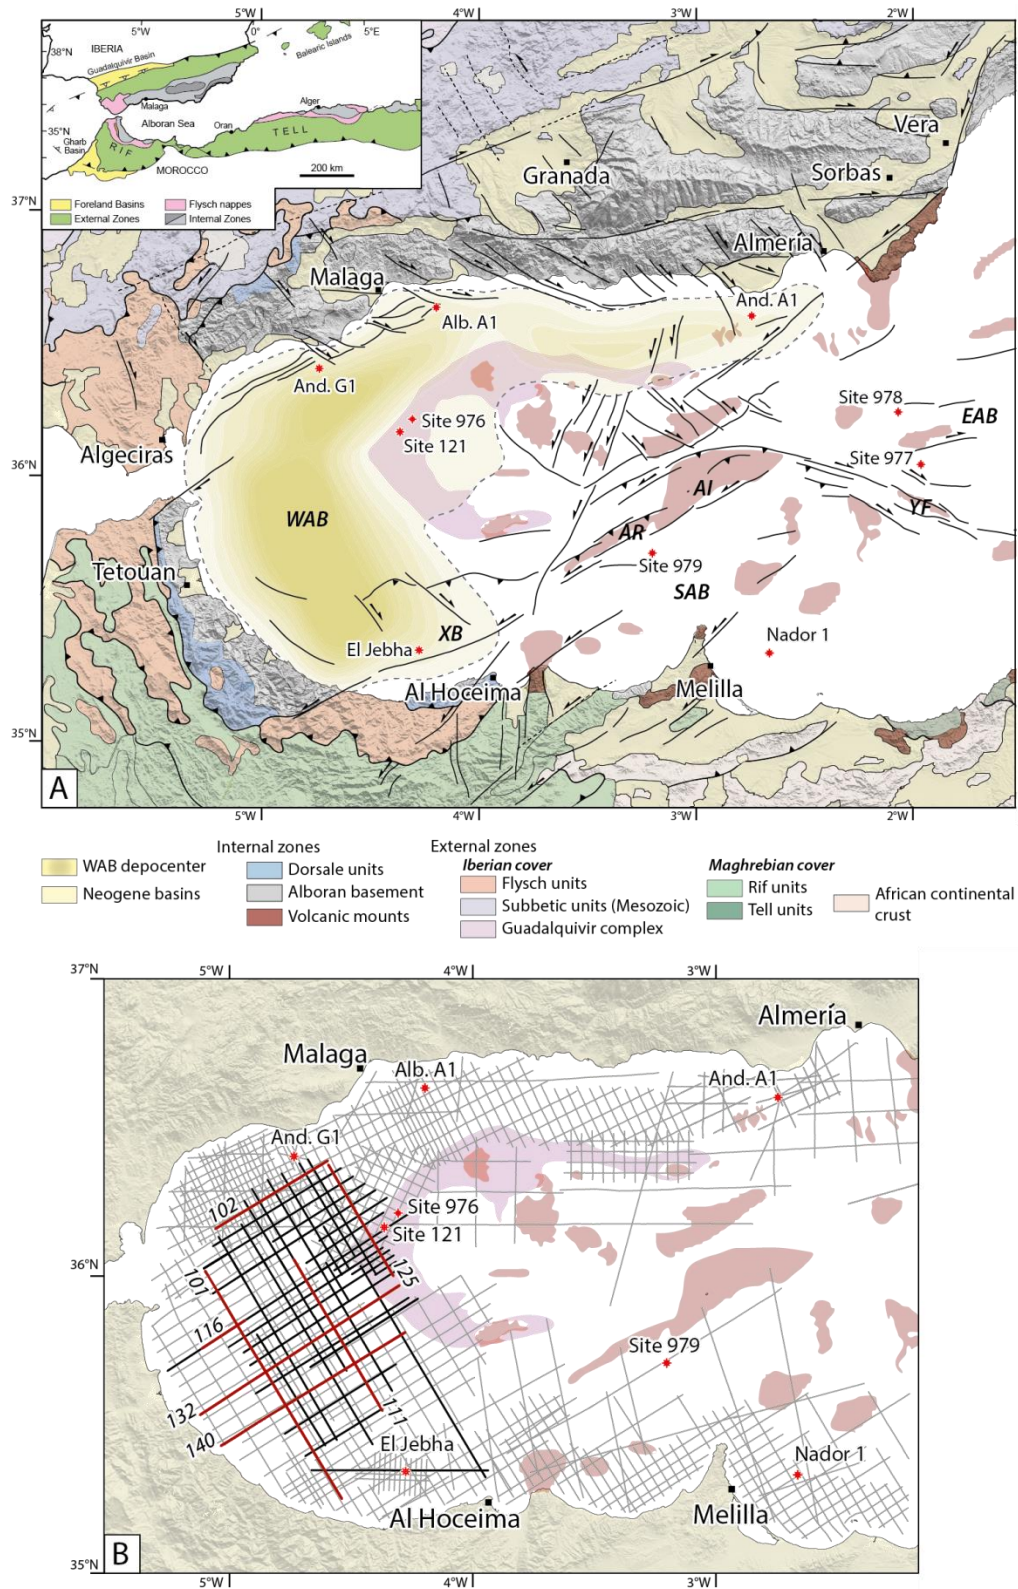 5°W
4°W
3°W
2°W
5°W
0°
5°E
38°N
IBERIA
Balearic Islands
Guadalquivir Basin
Malaga
Alger
35°N
Alboran Sea
Oran
TELL
Gharb
Basin
RIF
MOROCCO
200 km
Foreland Basins
Flysch nappes
External Zones
Internal Zones
37°N
36°N
35°N
Vera
Granada
Sorbas
Almería
Malaga
And. A1
Alb. A1
And. G1
Site 976
Site 121
Site 978
EAB
Site 977
Algeciras
WAB
AI
YF
AR
Site 979
SAB
Tetouan
XB
Nador 1
El Jebha
Al Hoceima
Melilla
A
5°W
4°W
3°W
2°W
WAB depocenter
Neogene basins
Internal zones
Dorsale units
Alboran basement
Volcanic mounts
External zones
Iberian cover
Flysch units
Subbetic units (Mesozoic)
Guadalquivir complex
Maghrebian cover
Rif units
Tell units
African continental
crust
37°N
5°W
4°W
3°W
Almería
Malaga
Alb. A1
And. A1
And. G1
102
Site 976
Site 121
36°N
101
125
116
Site 979
132
111
140
El Jebha
Nador 1
Al Hoceima
Melilla
B
35°N
5°W
4°W
3°W